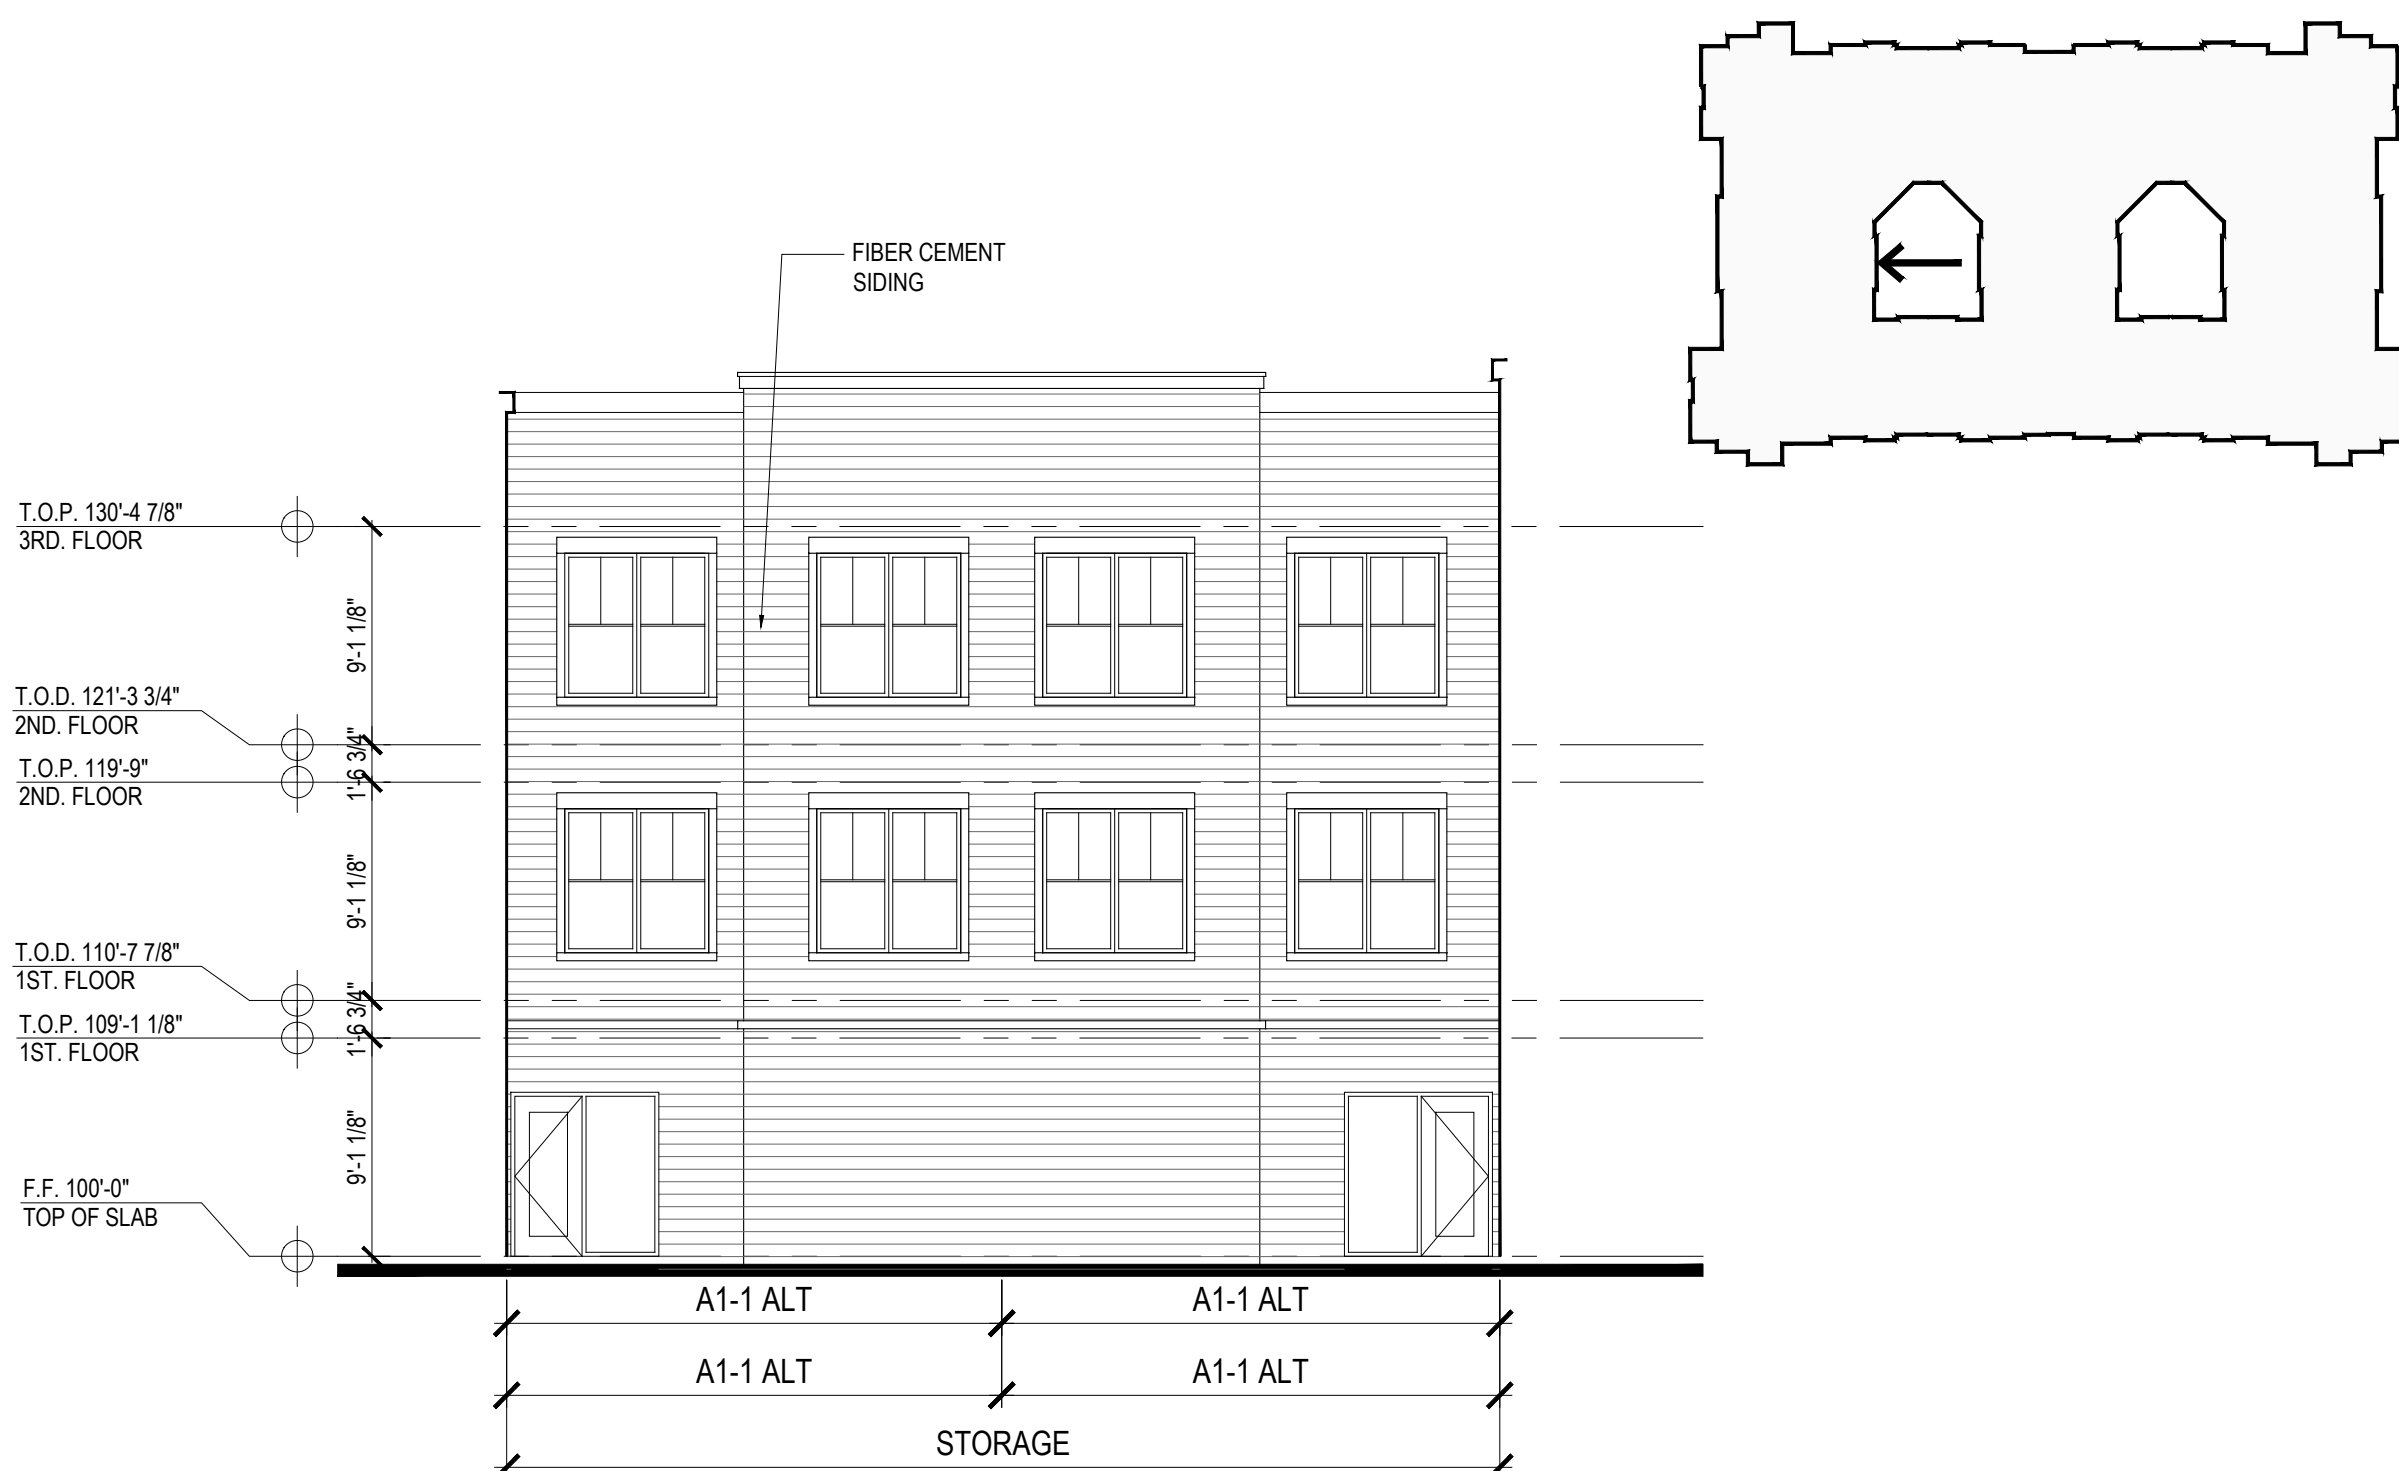 FIBER CEMENT
SIDING
T.O.P. 130'-4 7/8"
3RD. FLOOR
9'-1 1/8"
T.O.D. 121'-3 3/4"
2ND. FLOOR
1'-6 3/4"
T.O.P. 119'-9"
2ND. FLOOR
9'-1 1/8"
T.O.D. 110'-7 7/8"
1ST. FLOOR
1'-6 3/4"
T.O.P. 109'-1 1/8"
1ST. FLOOR
9'-1 1/8"
F.F. 100'-0"
TOP OF SLAB
A1-1 ALT A1-1 ALT
A1-1 ALT A1-1 ALT
STORAGE